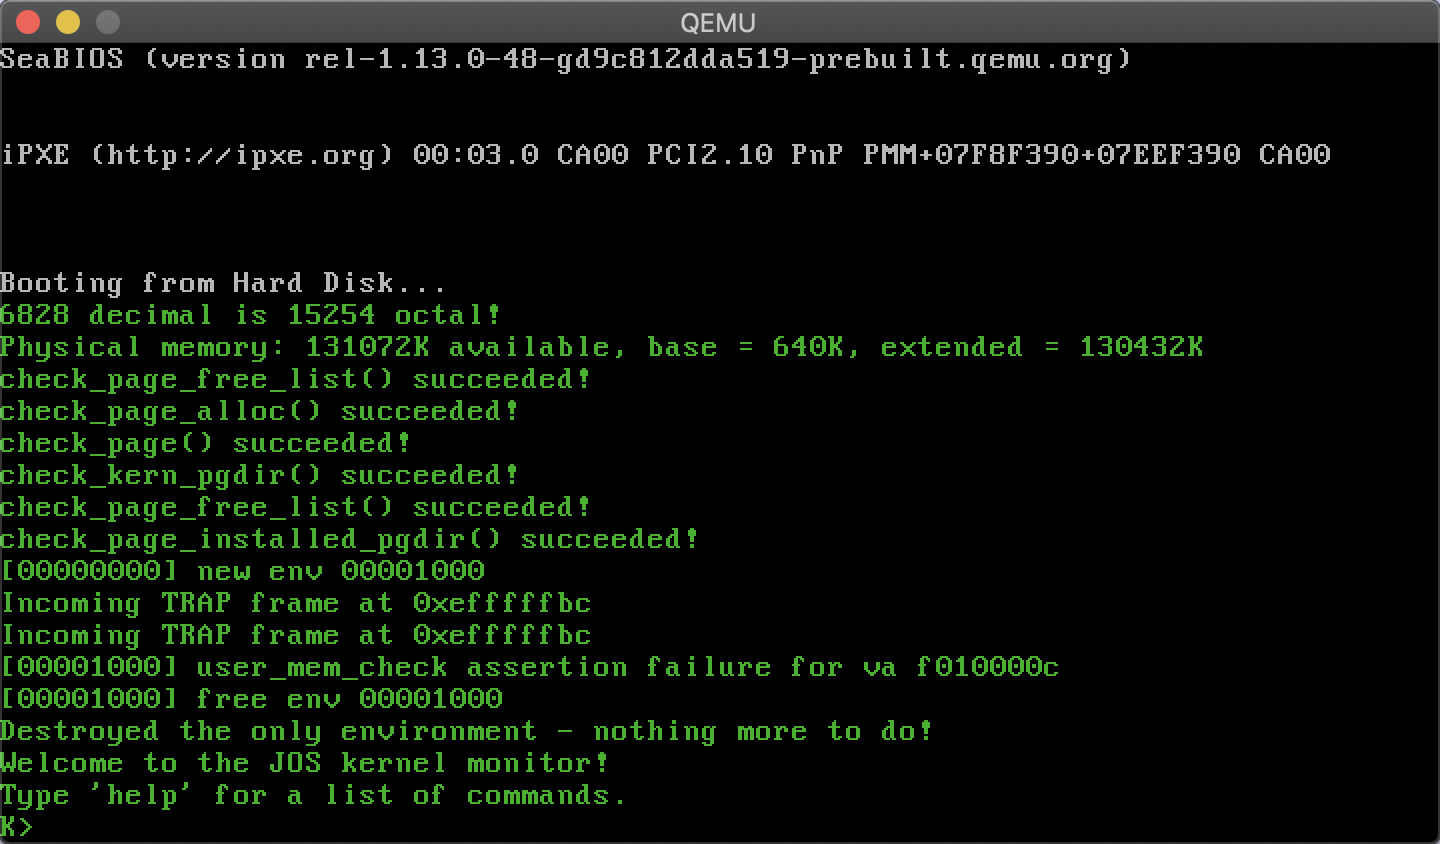 QEMU
SeaBIOS (version rel-1.13.0-48-gd9c812dda519-prebuilt.qemu.org)
iPXE (http://ipxe.org) 00:03.0 CA00 PCI2.10 PnP PMM+07F8F390+07EEF390 CA00
Booting from Hard Disk...
6828 decimal is 15254 octal!
Physical memory: 131072K available, base = 640K, extended = 130432K
check_page_free_list() succeeded!
check_page_alloc() succeeded!
check_page() succeeded!
check_kern_pgdir() succeeded!
check_page_free_list() succeeded!
check_page_installed_pgdir() succeeded!
[00000000] new env 00001000
Incoming TRAP frame at 0xefffffbc
Incoming TRAP frame at 0xefffffbc
[00001000] user_mem_check assertion failure for va f010000c
[00001000] free env 00001000
Destroyed the only environment - nothing more to do!
Welcome to the JOS kernel monitor!
Type 'help' for a list of commands.
K>